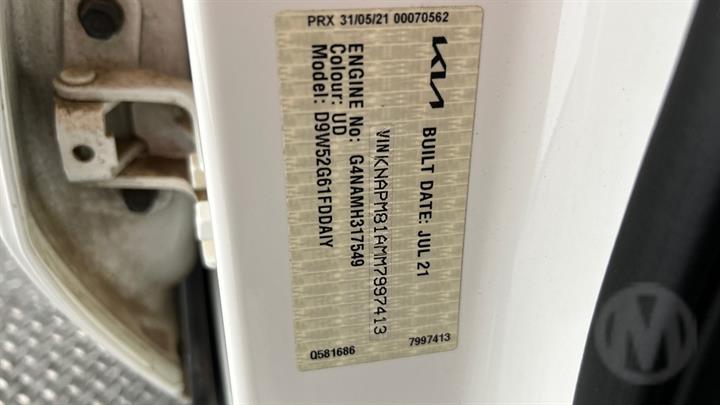 PRX 31/05/21 00070562
KIA
BUILT DATE: JUL 21
VIN KNAPM81AMM7997413
ENGINE No: G4NAMH317549
Colour: UD
Model: D9W52G61FDDAIY
Q581686
7997413
M